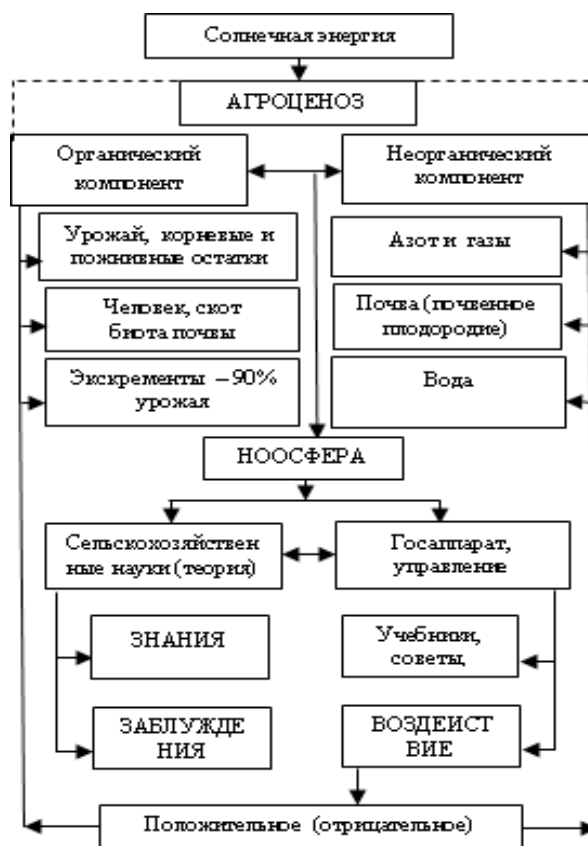 Солнечная энергия
АГРОЦЕНОЗ
Органический
компонент
Неорганический
компонент
Урожай, корневые и
пожнивные остатки
Азот и газы
Человек, скот
биота почвы
Почва (почвенное
плодородие)
Экскременты –90%
урожая
Вода
НООСФЕРА
Сельскохозяйствен
ные науки (теория)
Госаппарат,
управление
ЗНАНИЯ
Учебники,
советы,
ЗАБЛУЖДЕ
НИЯ
ВОЗДЕИСТ
ВИЕ
Положительное (отрицательное)